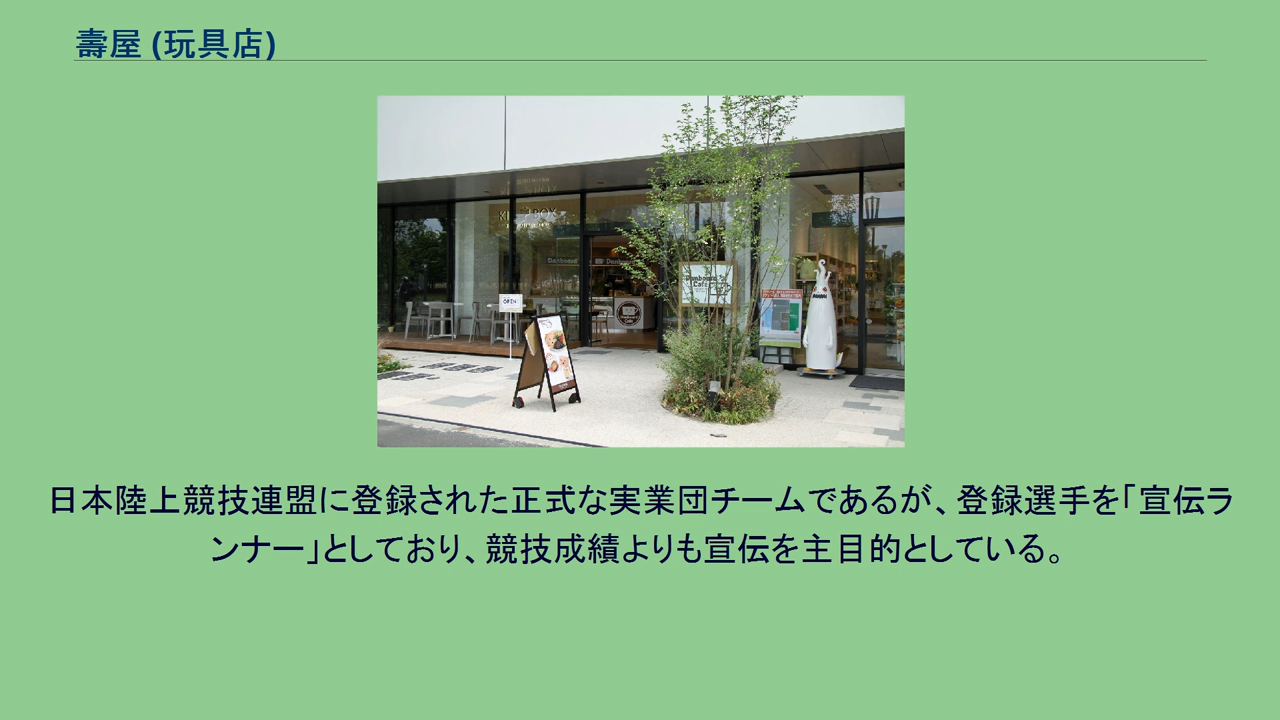 壽屋 (玩具店)
OPEN
Danboard
Cafe
日本陸上競技連盟に登録された正式な実業団チームであるが、登録選手を「宣伝ラ
ンナー」としており、競技成績よりも宣伝を主目的としている。